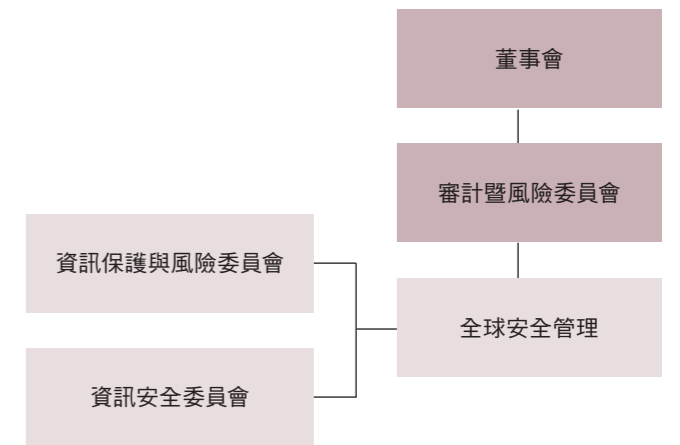 董事會
審計暨風險委員會
資訊保護與風險委員會
全球安全管理
資訊安全委員會